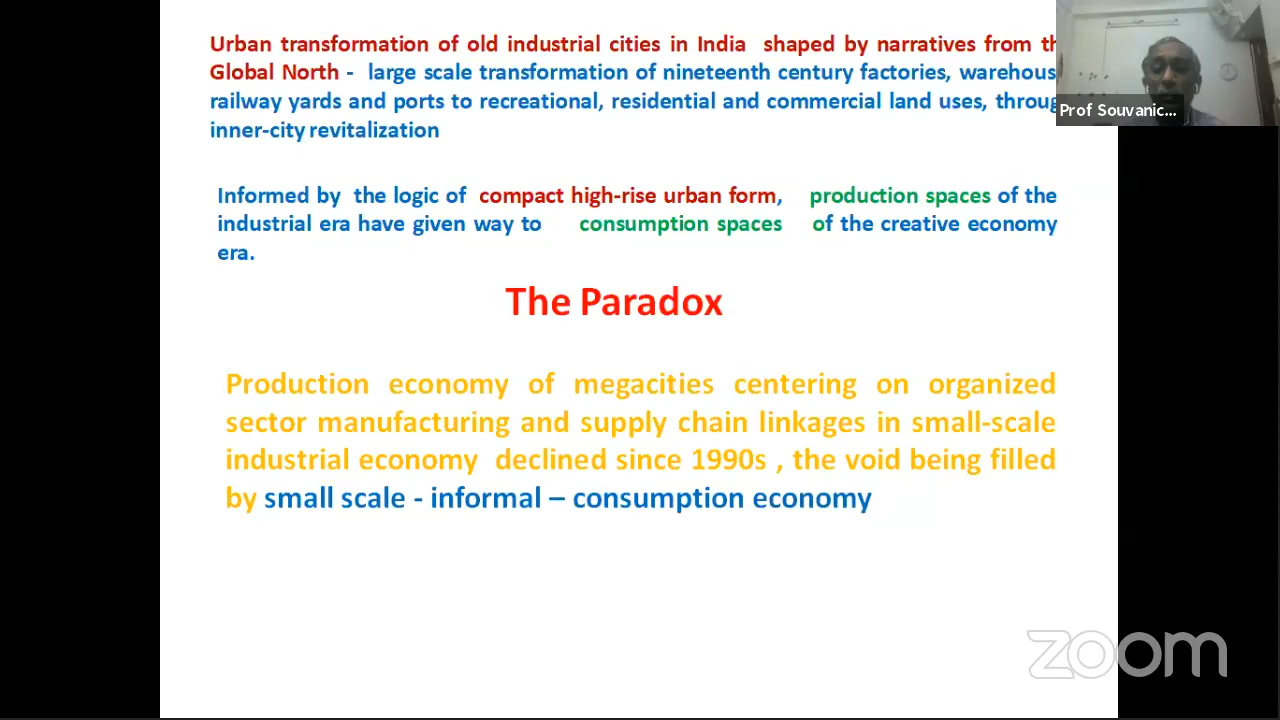 Urban transformation of old industrial cities in India shaped by narratives from th
Global North - large scale transformation of nineteenth century factories, warehous
railway yards and ports to recreational, residential and commercial land uses, throug
inner-city revitalization
Prof Souvanic...
Informed by the logic of compact high-rise urban form, production spaces of the
industrial era have given way to consumption spaces of the creative economy
era.
The Paradox
Production economy of megacities centering on organized
sector manufacturing and supply chain linkages in small-scale
industrial economy declined since 1990s , the void being filled
by small scale - informal – consumption economy
zoom